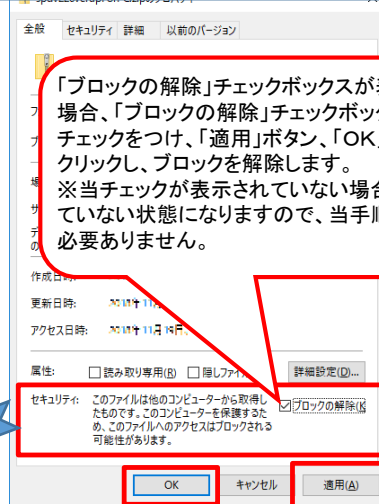 全般 セキュリティ 詳細 以前のバージョン
「ブロックの解除」チェックボックスが
場合、「ブロックの解除」チェックボッ
チェックをつけ、「適用」ボタン、「OK」
クリックし、ブロックを解除します。
※当チェックが表示されていない場合
ていない状態になりますので、当手順
必要ありません。
作成日時:
更新日時:
アクセス日時:
属性: 読み取り専用(R) 隠しファイ 詳細設定(D)...
セキュリティ: このファイルは他のコンピューターから取得し ブロックの解除(K
たものです。このコンピューターを保護するた
め、このファイルへのアクセスはブロックされる
可能性があります。
OK キャンセル 適用(A)